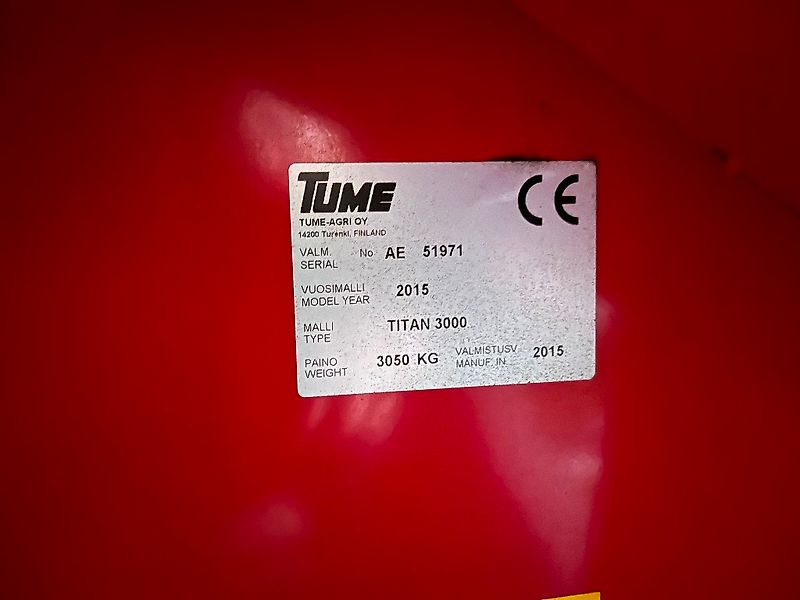 TUME CE
TUME-AGRI OY
14200 Turenki, FINLAND
VALM. No AE 51971
SERIAL
VUOSIMALLI 2015
MODEL YEAR
MALLI TITAN 3000
TYPE
PAINO 3050 KG VALMISTUSV 2015
WEIGHT MANUF. IN